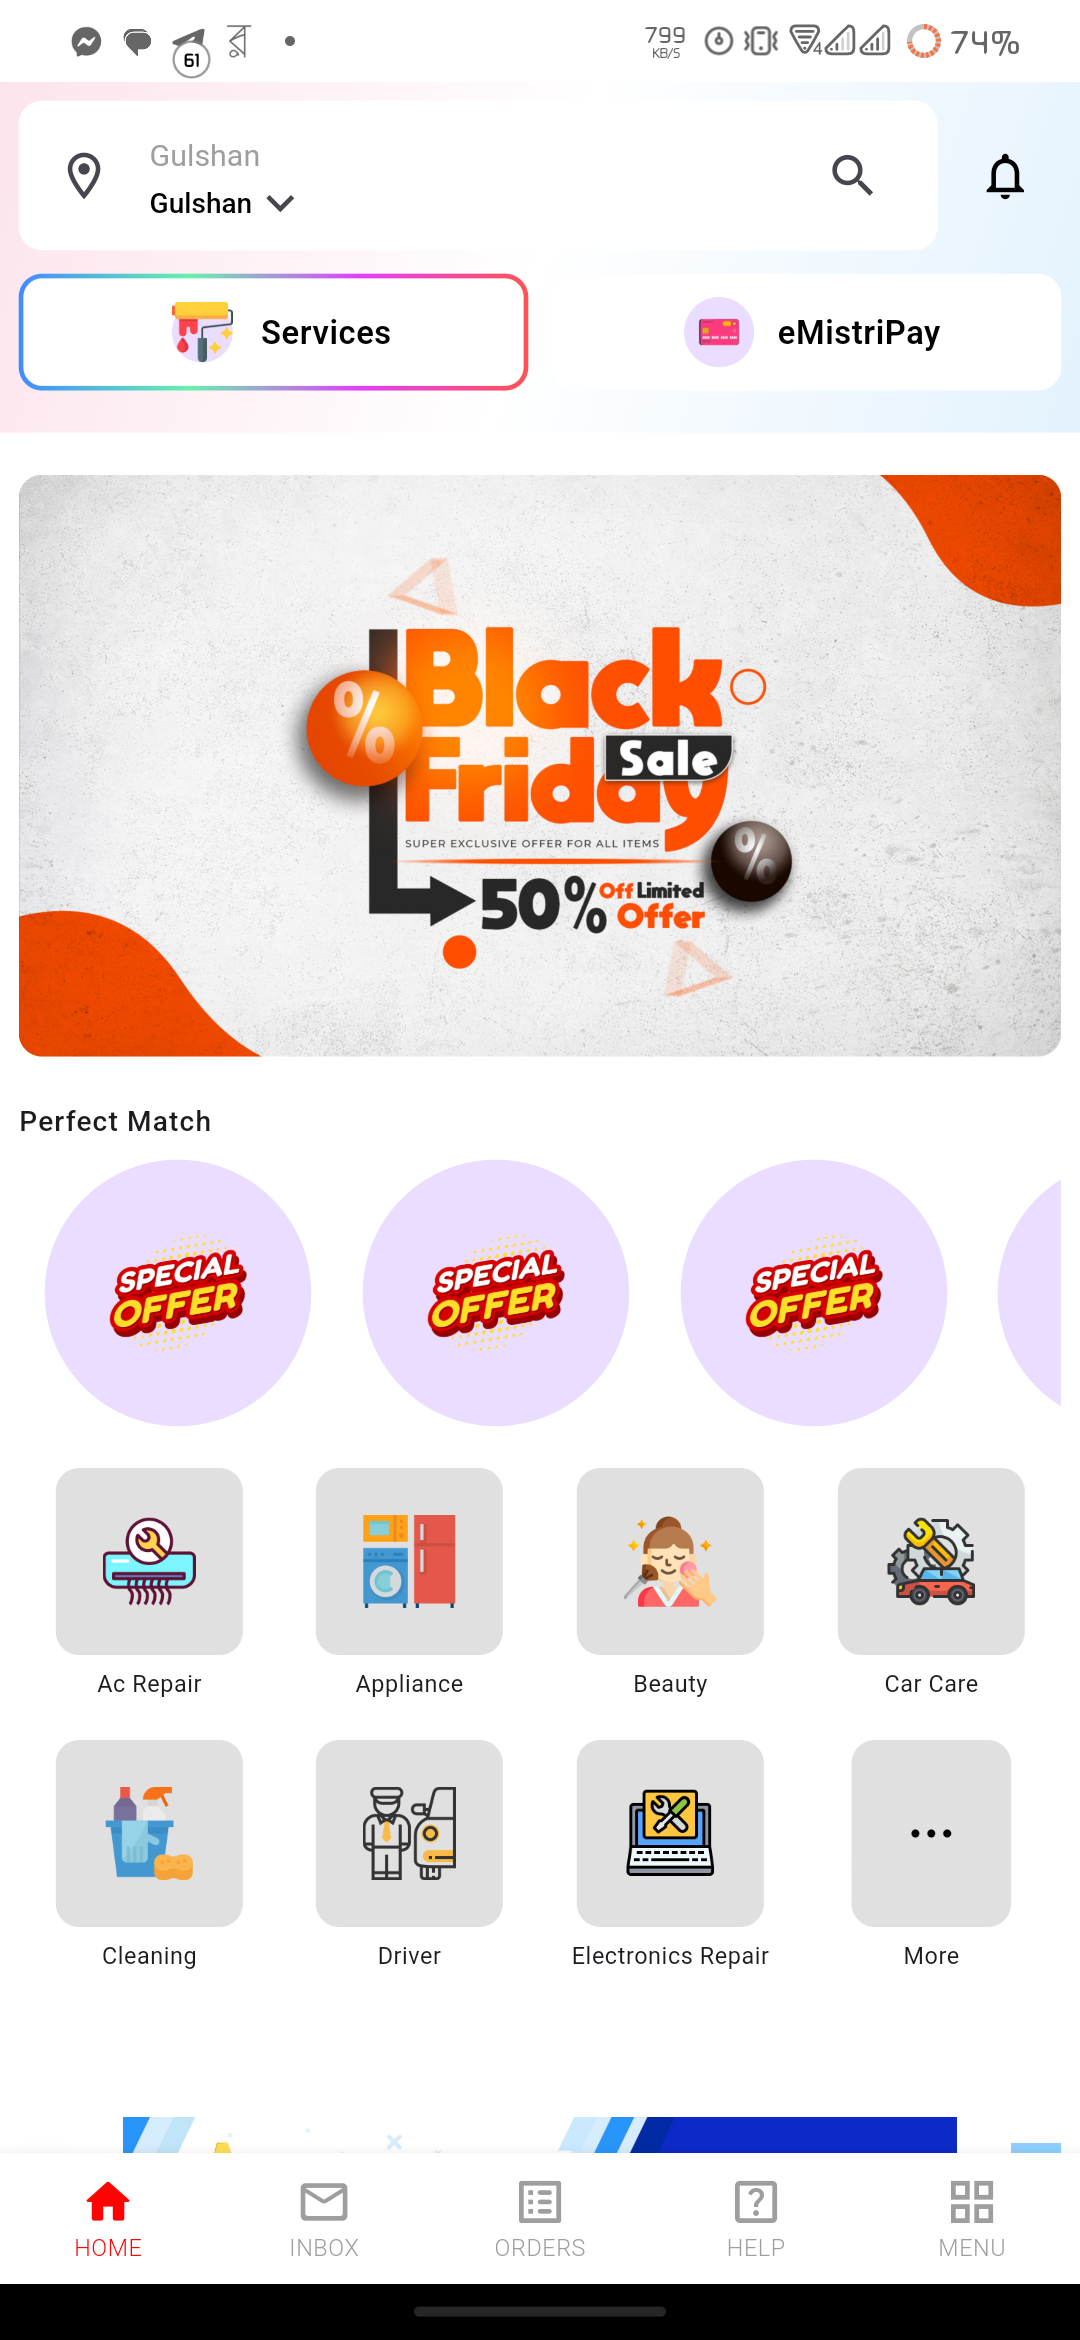 799
KB/S
4
74%
61
ব
Gulshan
Gulshan
Services
eMistriPay
%
Black
Friday
Sale
SUPER EXCLUSIVE OFFER FOR ALL ITEMS
%
50% Off Limited
Offer
Perfect Match
SPECIAL OFFER
SPECIAL OFFER
SPECIAL OFFER
Ac Repair
Appliance
Beauty
Car Care
Cleaning
Driver
Electronics Repair
More
HOME
INBOX
ORDERS
HELP
MENU